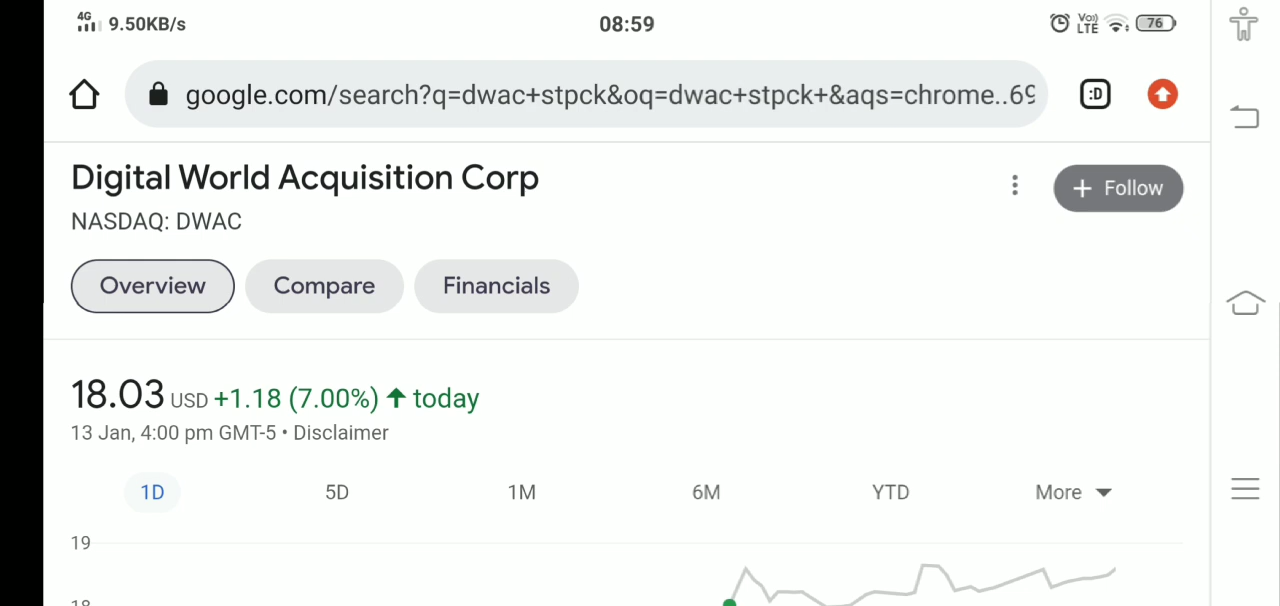 4G 9.50KB/s 08:59 Vo)) LTE 76
google.com/search?q=dwac+stpck&oq=dwac+stpck+&aqs=chrome..69 :D
Digital World Acquisition Corp
+ Follow
NASDAQ: DWAC
Overview Compare Financials
18.03 USD +1.18 (7.00%) ↑ today
13 Jan, 4:00 pm GMT-5 • Disclaimer
1D 5D 1M 6M YTD More
19
18